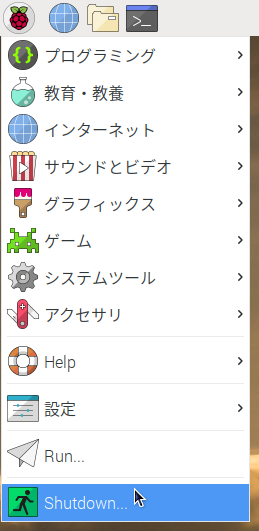 プログラミング
教育・教養
インターネット
サウンドとビデオ
グラフィックス
ゲーム
システムツール
アクセサリ
Help
設定
Run...
Shutdown...